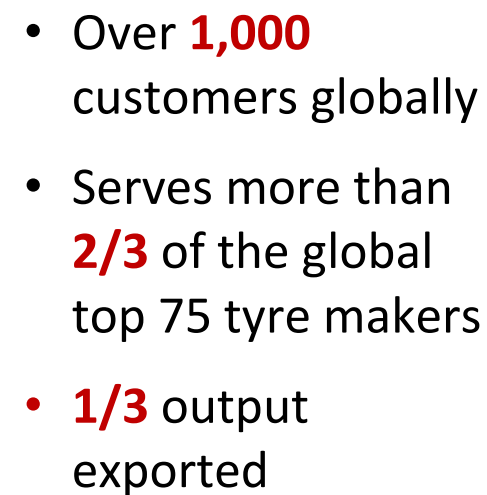 • Over 1,000
customers globally
• Serves more than
2/3 of the global
top 75 tyre makers
• 1/3 output
exported